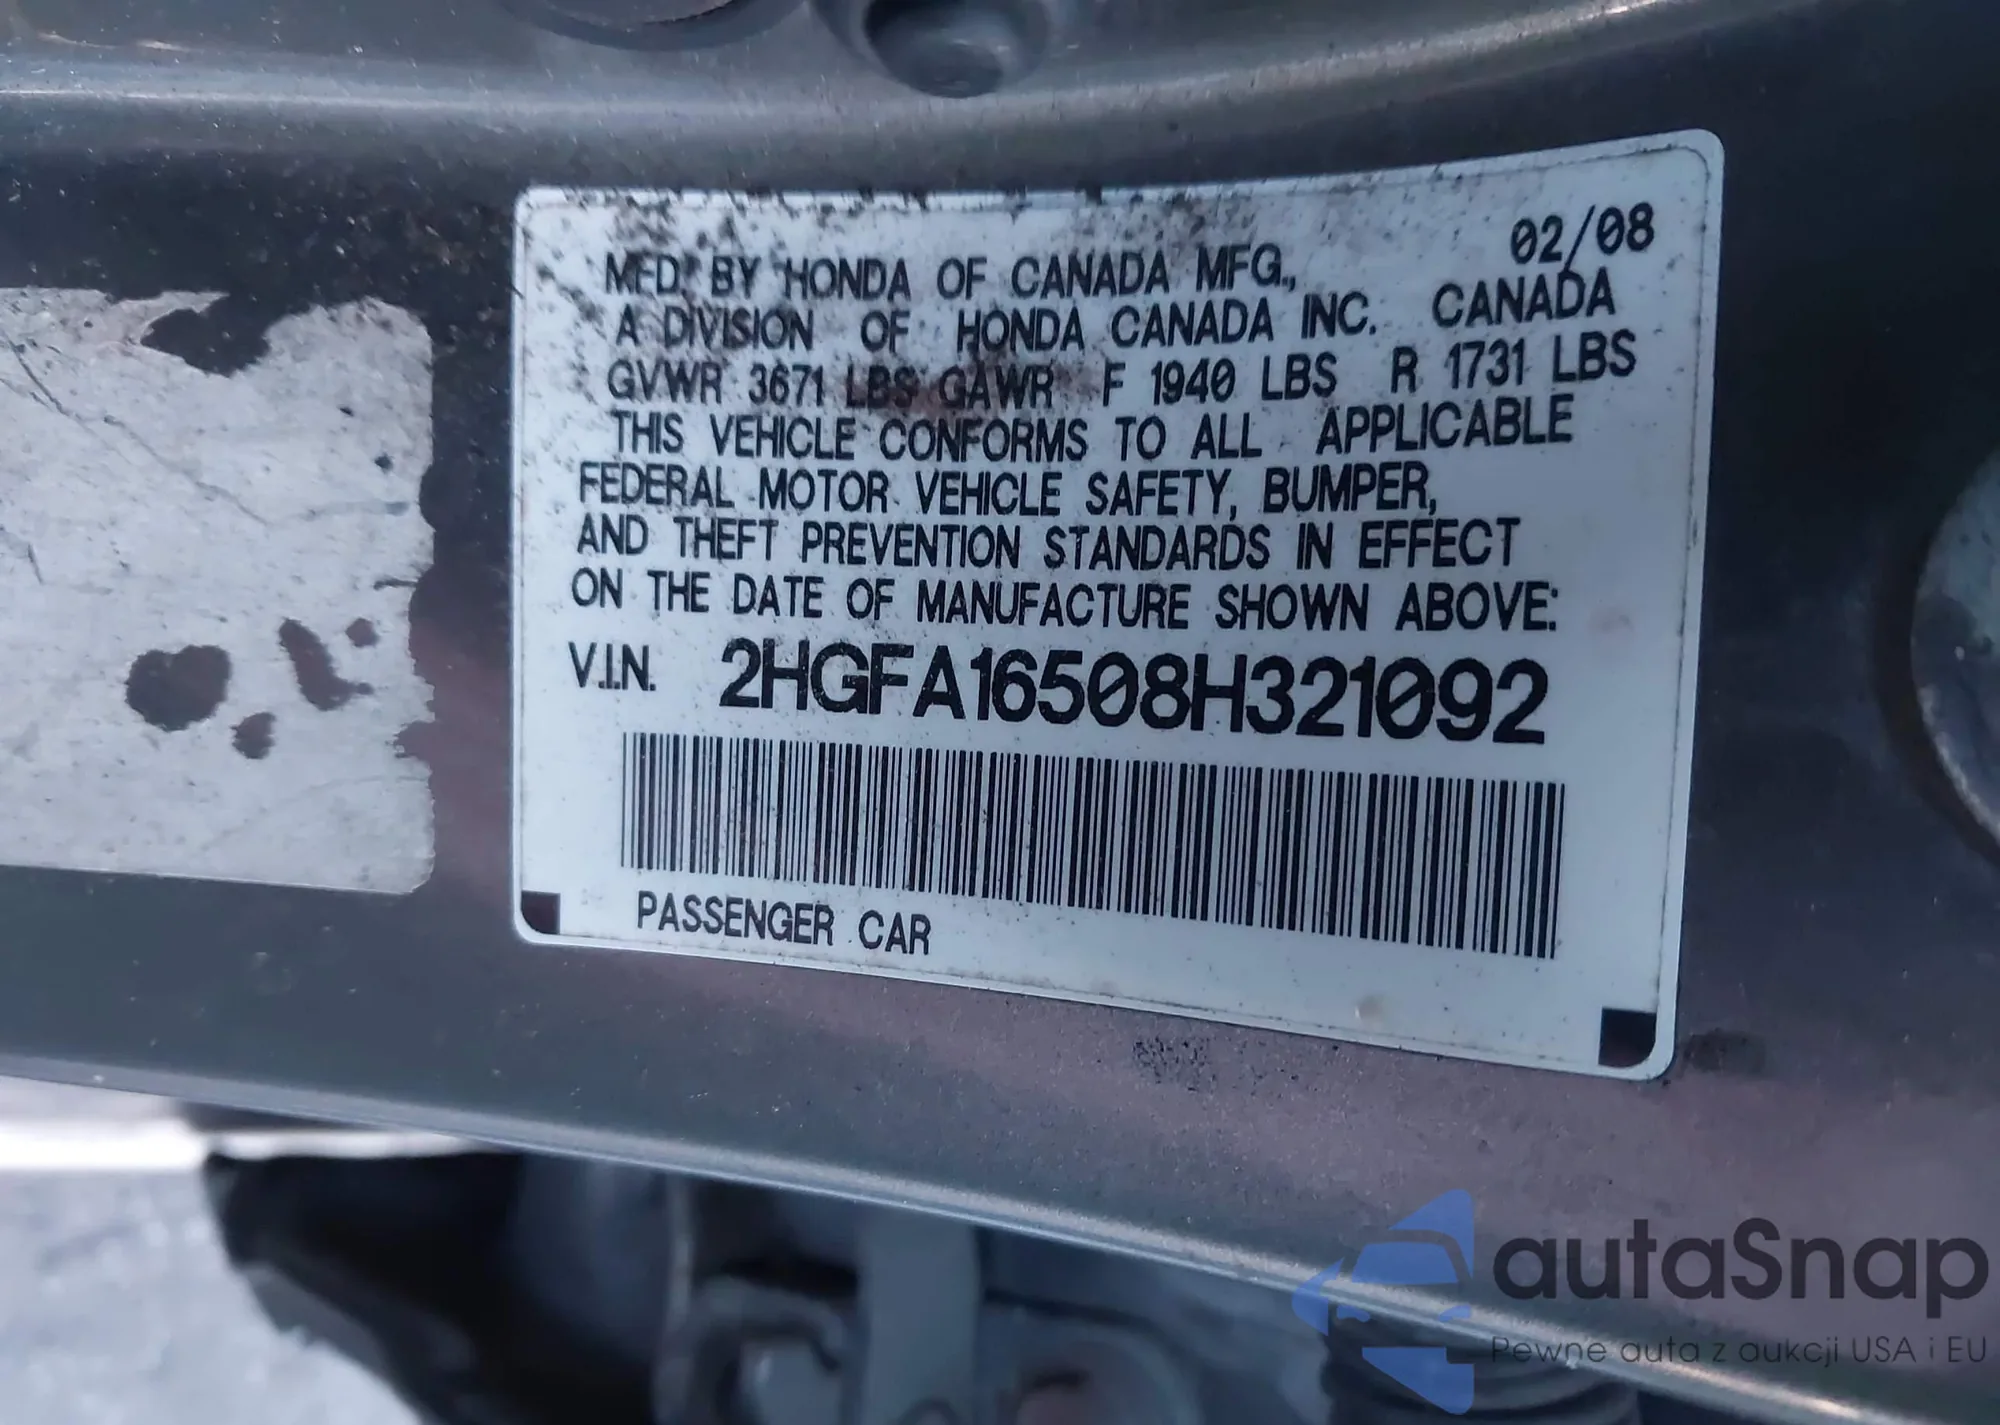 02/08
MFD BY HONDA OF CANADA MFG.,
A DIVISION OF HONDA CANADA INC. CANADA
GVWR 3671 LBS GAWR F 1940 LBS R 1731 LBS
THIS VEHICLE CONFORMS TO ALL APPLICABLE
FEDERAL MOTOR VEHICLE SAFETY, BUMPER,
AND THEFT PREVENTION STANDARDS IN EFFECT
ON THE DATE OF MANUFACTURE SHOWN ABOVE:
V.I.N. 2HGFA16508H321092
PASSENGER CAR
autaSnap
Pewne auta z aukcji USA i EU